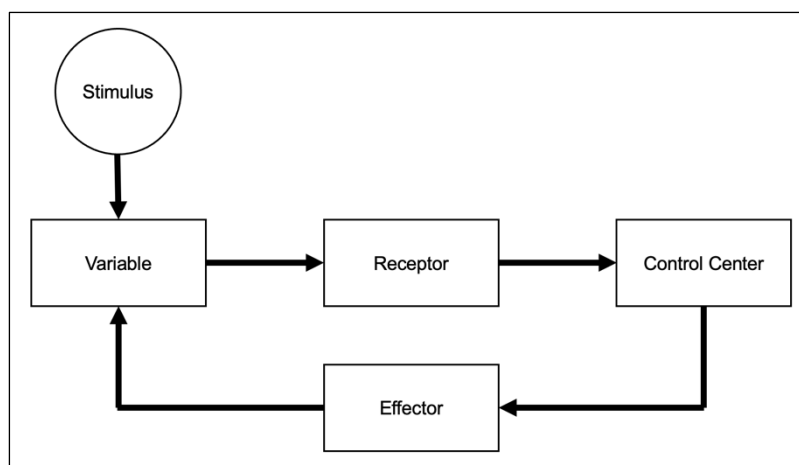 Stimulus
Variable
Receptor
Control Center
Effector